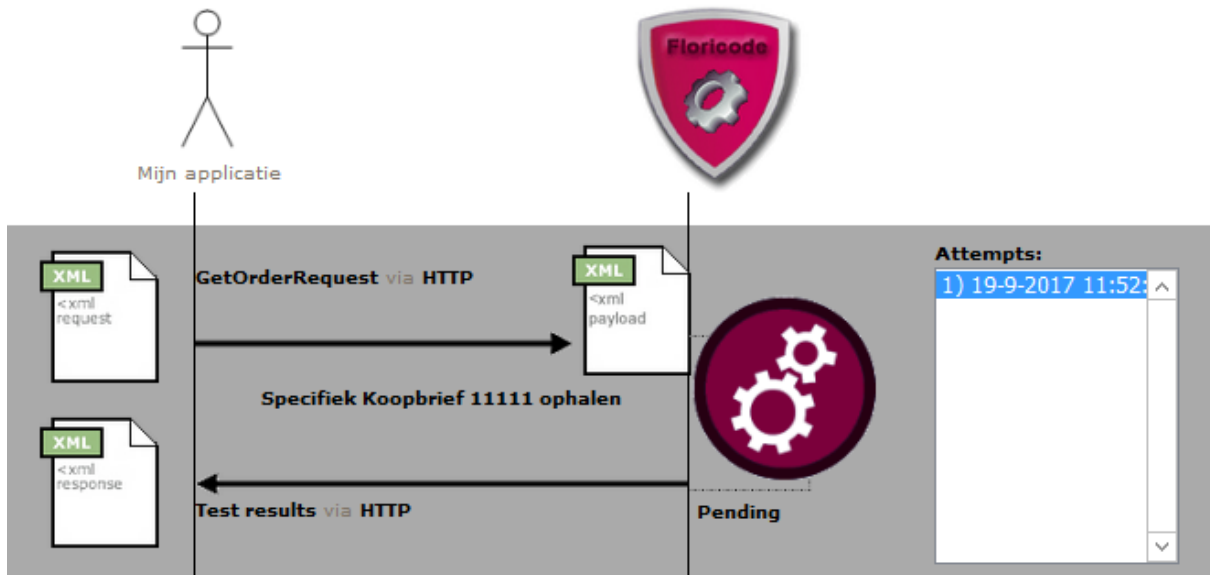 Floricode
Mijn applicatie
XML
<xml
request
GetOrderRequest via HTTP
XML
<xml
payload
Specifiek Koopbrief 11111 ophalen
XML
<xml
response
Test results via HTTP
Pending
Attempts:
1) 19-9-2017 11:52: